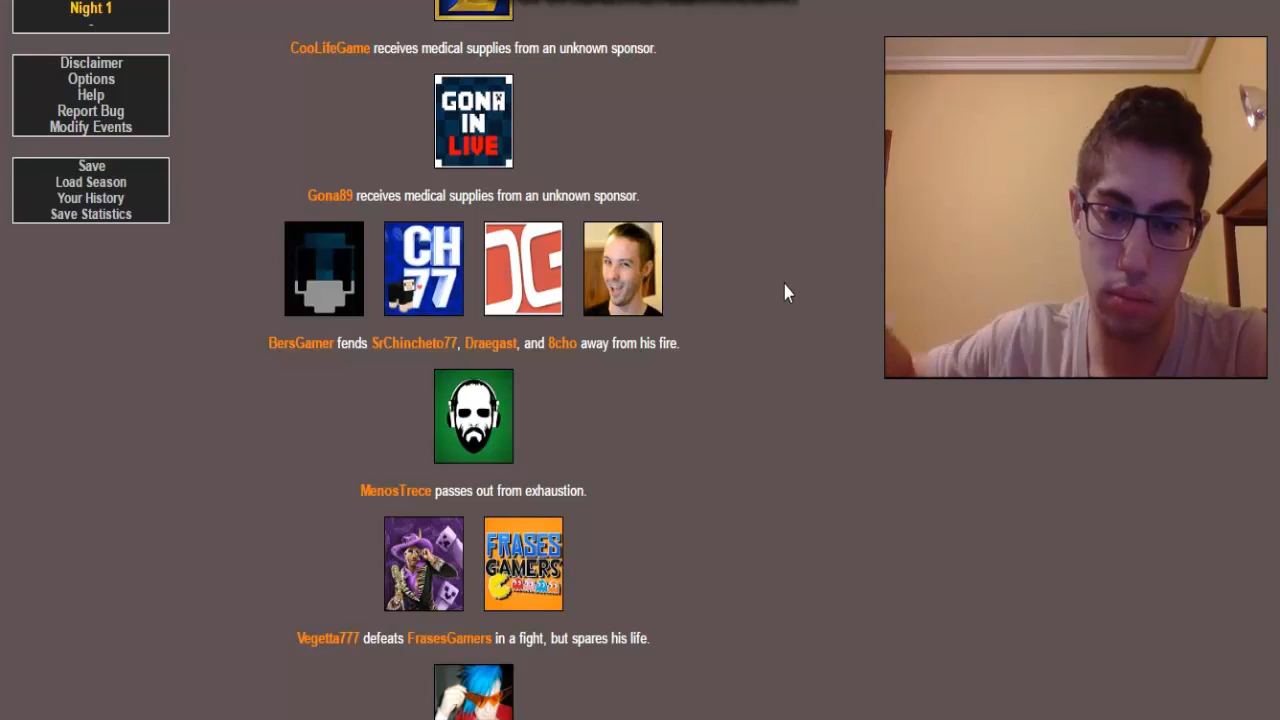 Night 1
-
Disclaimer
Options
Help
Report Bug
Modify Events
Save
Load Season
Your History
Save Statistics
CooLifeGame receives medical supplies from an unknown sponsor.
GONA
IN
LIVE
Gona89 receives medical supplies from an unknown sponsor.
CH
77
BersGamer fends SrChincheto77, Draegast, and 8cho away from his fire.
MenosTrece passes out from exhaustion.
FRASES
GAMERS
Vegetta777 defeats FrasesGamers in a fight, but spares his life.